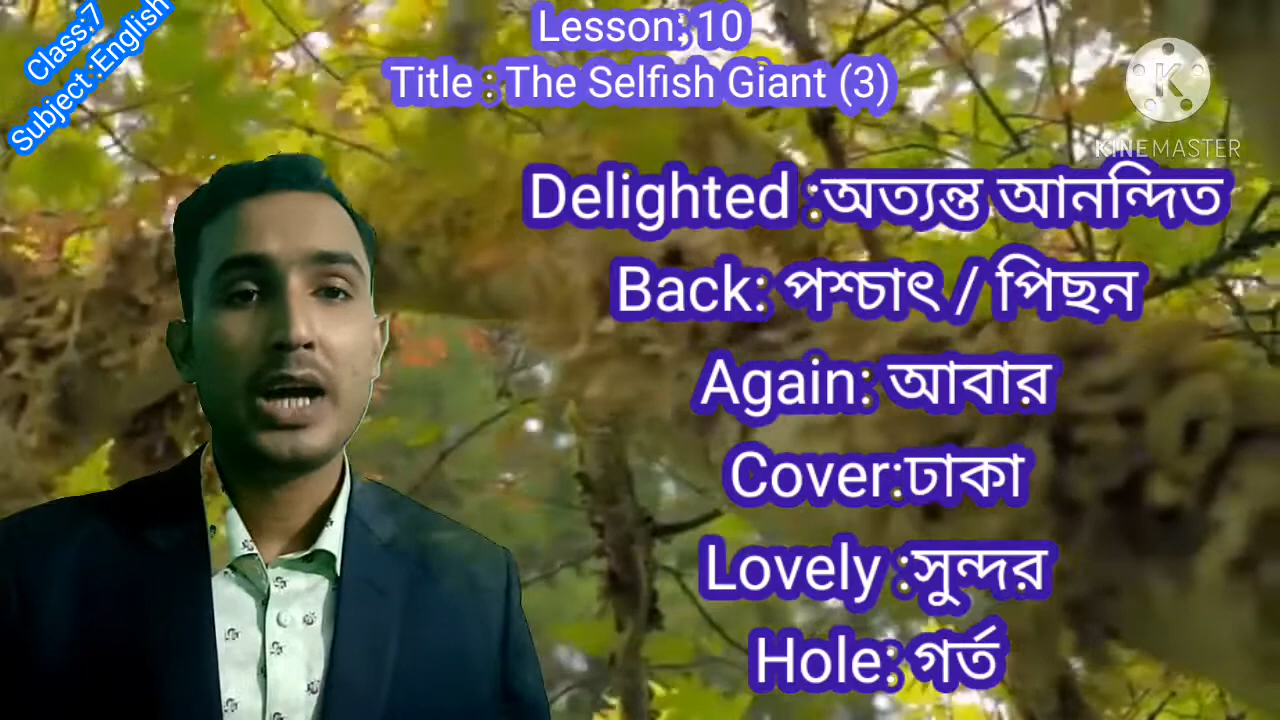 Class:7
Subject :English
Lesson; 10
Title : The Selfish Giant (3)
KINEMASTER
Delighted :অত্যন্ত আনন্দিত
Back: পশ্চাৎ / পিছন
Again: আবার
Cover:ঢাকা
Lovely :সুন্দর
Hole: গর্ত